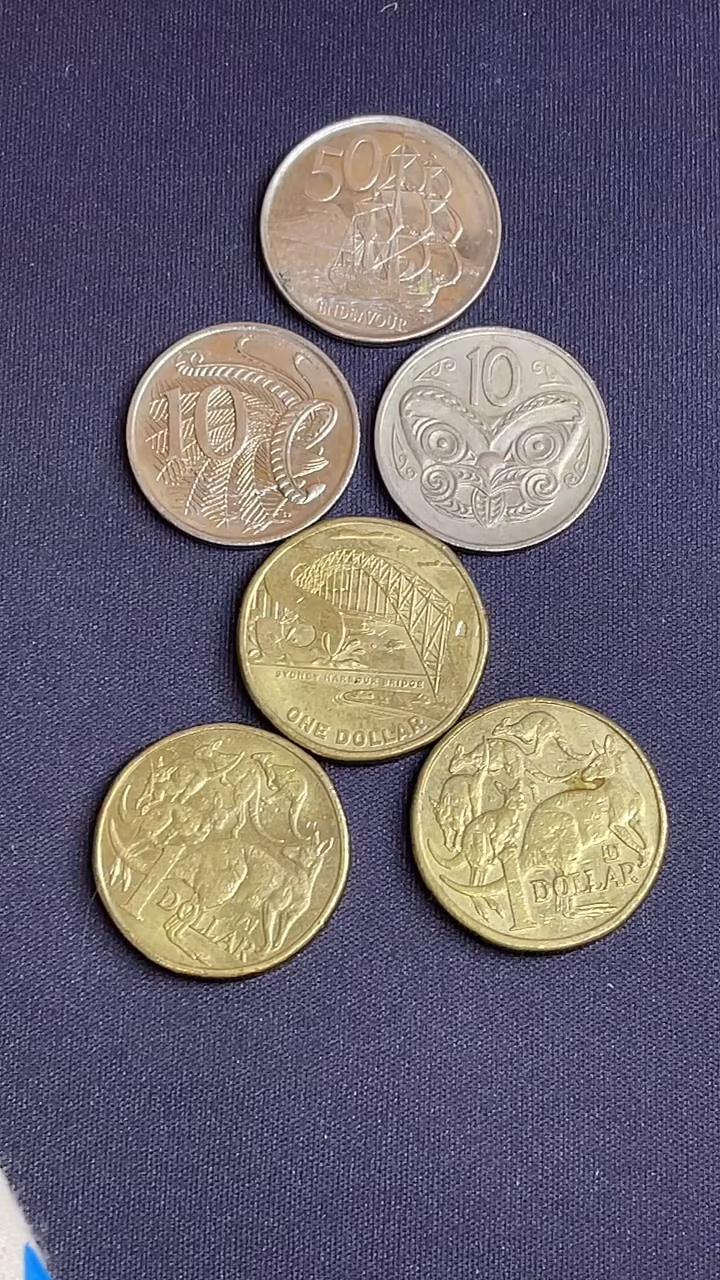 50
ENDEAVOUR
10
10
SYDNEY HARBOUR BRIDGE
ONE DOLLAR
1
DOLLAR
1
DOLLAR